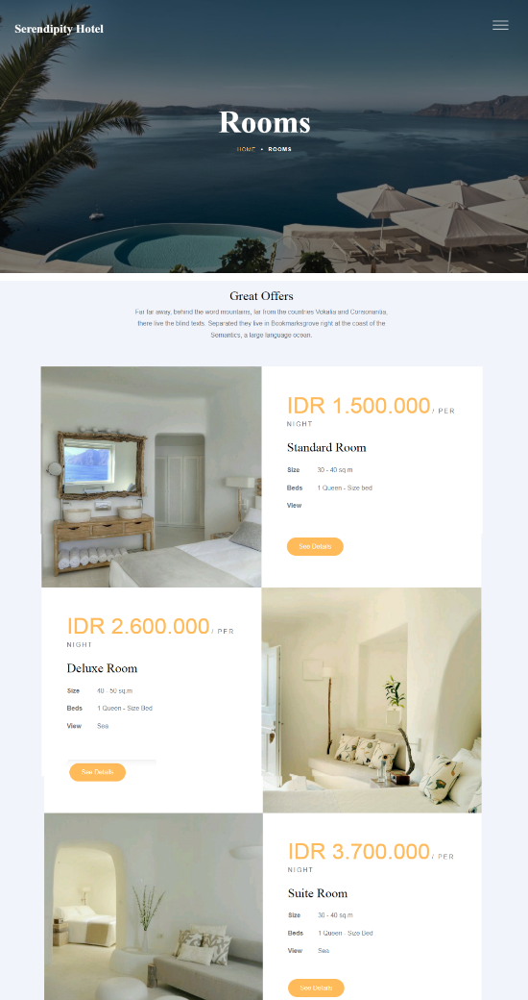 Serendipity Hotel
Rooms
HOME • ROOMS
Great Offers
Far far away, behind the word mountains, far from the countries Vokalia and Consonantia,
there live the blind texts. Separated they live in Bookmarksgrove right at the coast of the
Semantics, a large language ocean.
IDR 1.500.000 / PER
NIGHT
Standard Room
Size 30 - 40 sq.m
Beds 1 Queen - Size bed
View
See Details
IDR 2.600.000 / PER
NIGHT
Deluxe Room
Size 40 - 50 sq.m
Beds 1 Queen - Size Bed
View Sea
See Details
IDR 3.700.000 / PER
NIGHT
Suite Room
Size 30 - 40 sq.m
Beds 1 Queen - Size Bed
View Sea
See Details